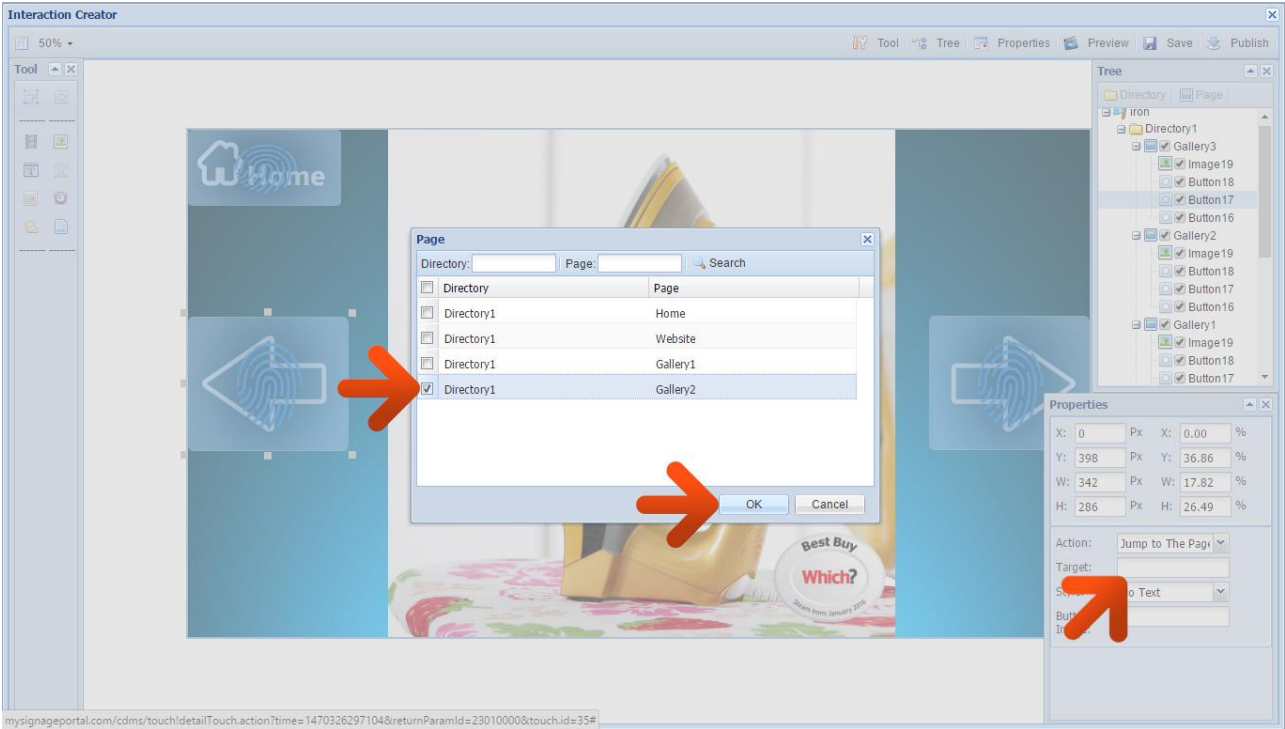 Interaction Creator
50%
Tool Tree Properties Preview Save Publish
Tool
Tree
Directory Page
iron
Directory1
Gallery3
Image19
Button18
Button17
Button16
Gallery2
Image19
Button18
Button17
Button16
Gallery1
Image19
Button18
Button17
Home
Page
Directory: Page: Search
Directory Page
Directory1 Home
Directory1 Website
Directory1 Gallery1
Directory1 Gallery2
OK Cancel
Best Buy
Which?
Steam Irons January 2016
Properties
X: 0 Px X: 0.00 %
Y: 398 Px Y: 36.86 %
W: 342 Px W: 17.82 %
H: 286 Px H: 26.49 %
Action: Jump to The Page
Target:
o Text
mysignageportal.com/cdms/touch!detailTouch.action?time=1470326297104&returnParamId=23010000&touch.id=35#